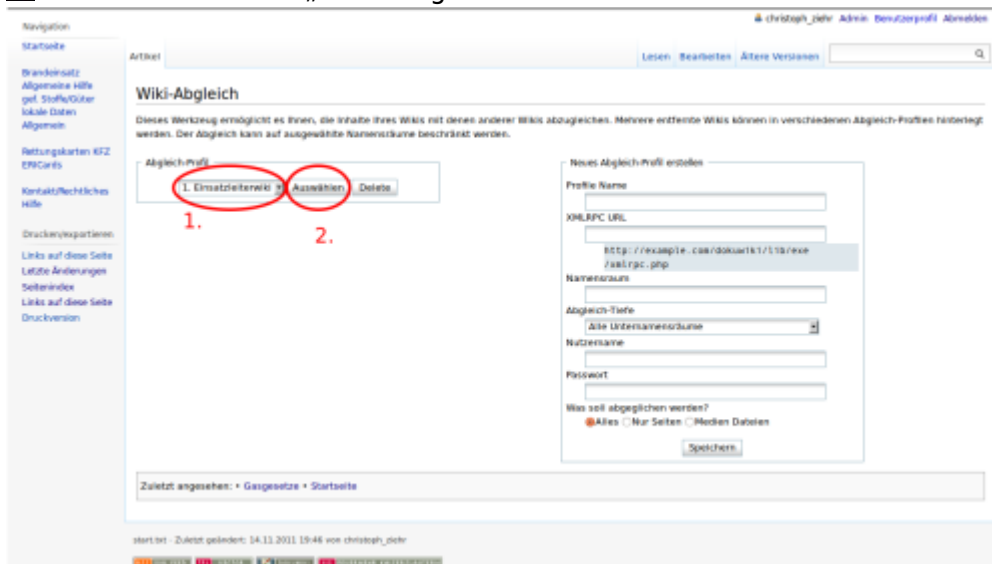 christoph_ziehr Admin Benutzerprofil Abmelden
Navigation
Startseite
Brandeinsatz
Allgemeine Hilfe
gef. Stoffe/Güter
lokale Daten
Allgemein
Rettungskarten KFZ
ERICards
Kontakt/Rechtliches
Hilfe
Drucken/exportieren
Links auf diese Seite
Letzte Änderungen
Seitenindex
Links auf diese Seite
Druckversion
Artikel
Lesen Bearbeiten Ältere Versionen
Wiki-Abgleich
Dieses Werkzeug ermöglicht es Ihnen, die Inhalte Ihres Wikis mit denen anderer Wikis abzugleichen. Mehrere entfernte Wikis können in verschiedenen Abgleich-Profilen hinterlegt
werden. Der Abgleich kann auf ausgewählte Namensräume beschränkt werden.
Abgleich-Profil
1. Einsatzleiterwiki Auswählen Delete
1.
2.
Neues Abgleich-Profil erstellen
Profile Name
XMLRPC URL
http://example.com/dokuwiki/lib/exe
/xmlrpc.php
Namensraum
Abgleich-Tiefe
Alle Unternamensräume
Nutzername
Passwort
Was soll abgeglichen werden?
Alles Nur Seiten Medien Dateien
Speichern
Zuletzt angesehen: • Gasgesetze • Startseite
start.txt · Zuletzt geändert: 14.11.2011 19:46 von christoph_ziehr